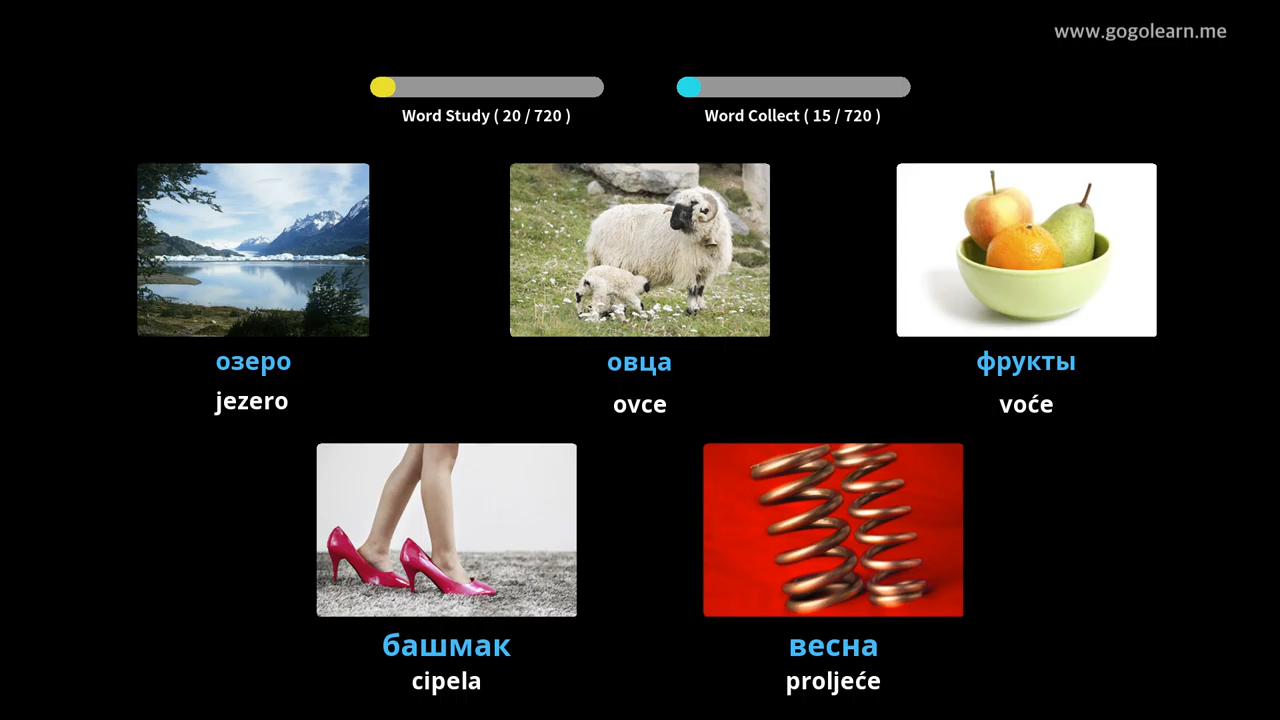 www.gogolearn.me
Word Study ( 20 / 720 )
Word Collect ( 15 / 720 )
озеро
jezero
овца
ovce
фрукты
voće
башмак
cipela
весна
proljeće